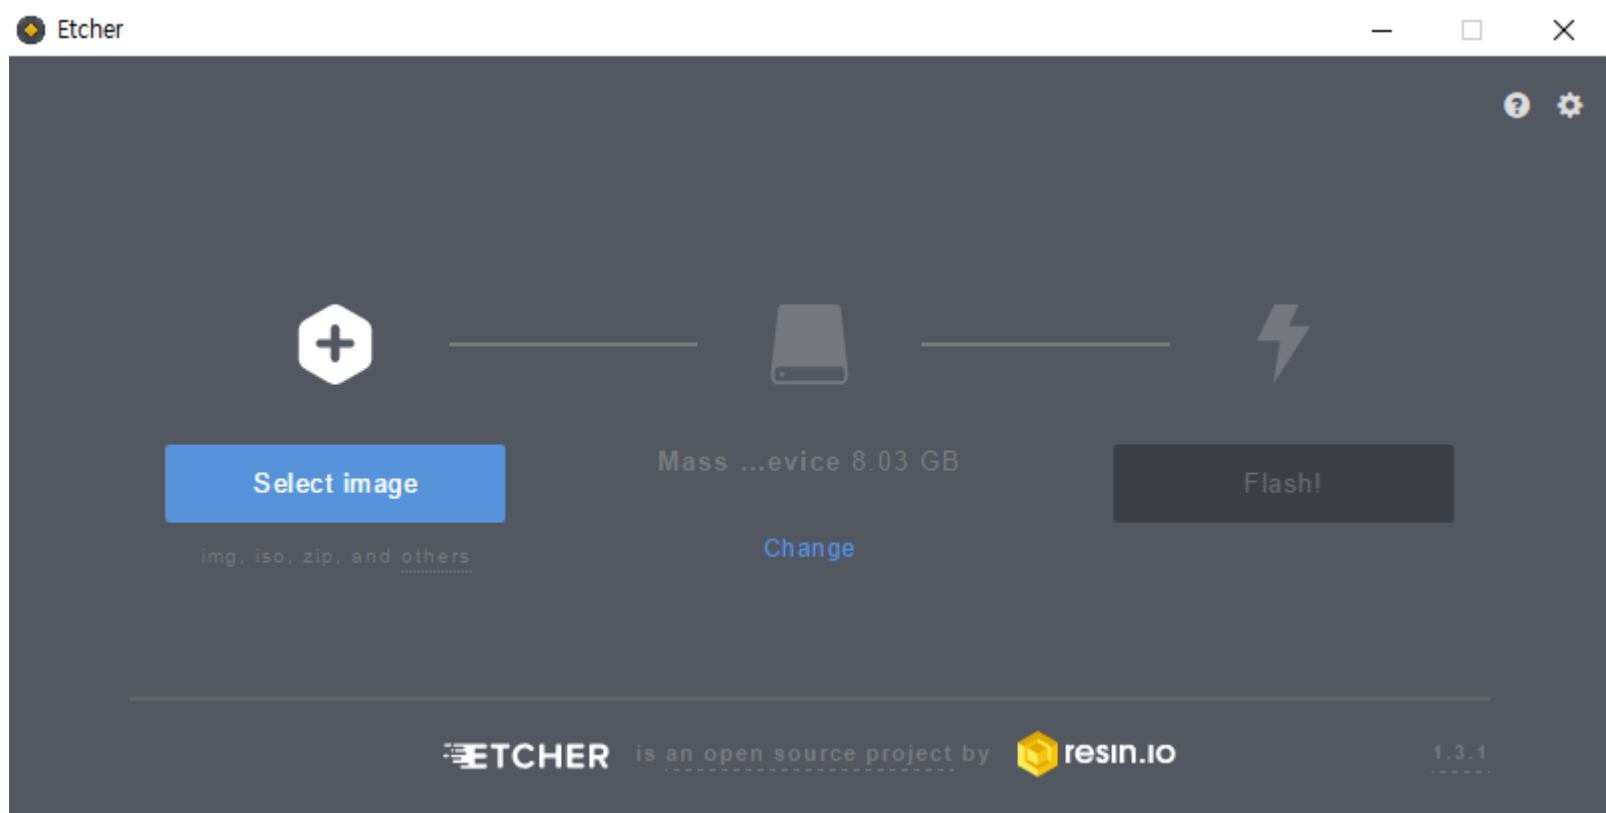 Etcher
Select image
img, iso, zip, and others
Mass ...evice 8.03 GB
Change
Flash!
ETCHER is an open source project by resin.io
1.3.1